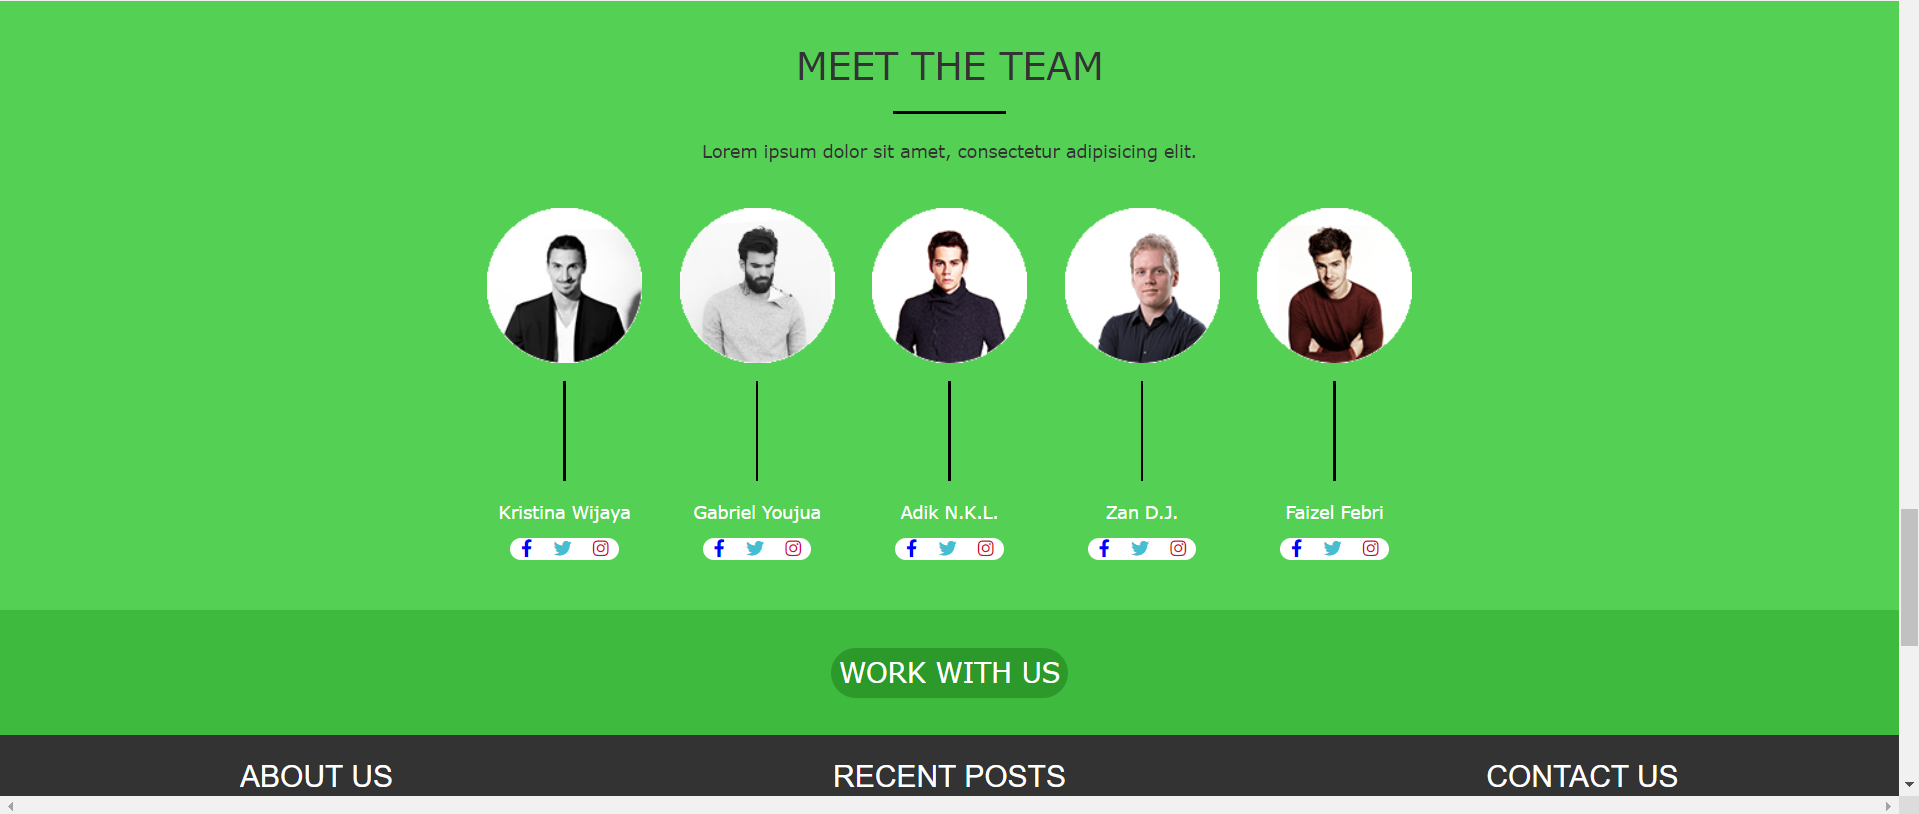 MEET THE TEAM
Lorem ipsum dolor sit amet, consectetur adipisicing elit.
Kristina Wijaya
Gabriel Youjua
Adik N.K.L.
Zan D.J.
Faizel Febri
WORK WITH US
ABOUT US
RECENT POSTS
CONTACT US